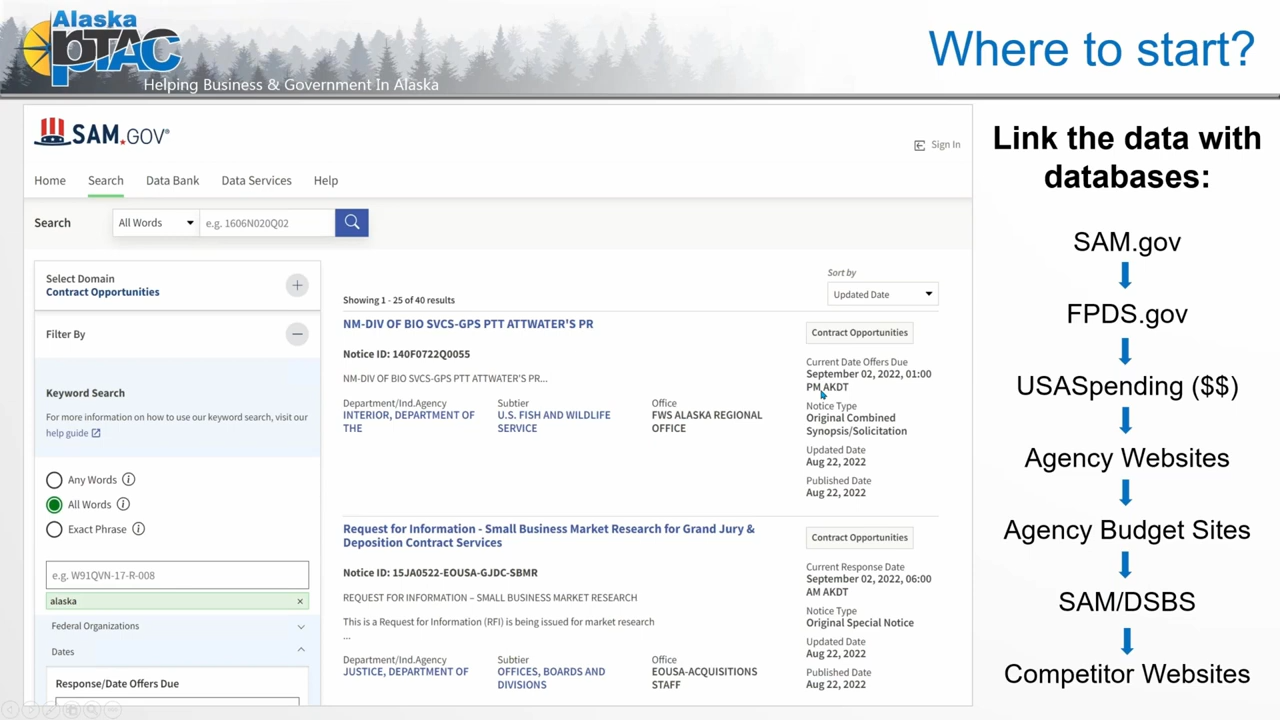 Alaska
pTAC
Helping Business & Government In Alaska
Where to start?
SAM.GOV®
Sign In
Home Search Data Bank Data Services Help
Search All Words e.g. 1606N020Q02
Select Domain
Contract Opportunities
Filter By
Keyword Search
For more information on how to use our keyword search, visit our
help guide
Any Words
All Words
Exact Phrase
e.g. W91QVN-17-R-008
alaska ×
Federal Organizations
Dates
Response/Date Offers Due
Sort by
Updated Date
Showing 1 - 25 of 40 results
NM-DIV OF BIO SVCS-GPS PTT ATTWATER'S PR
Notice ID: 140F0722Q0055
NM-DIV OF BIO SVCS-GPS PTT ATTWATER'S PR...
Department/Ind.Agency
INTERIOR, DEPARTMENT OF
THE
Subtier
U.S. FISH AND WILDLIFE
SERVICE
Office
FWS ALASKA REGIONAL
OFFICE
Contract Opportunities
Current Date Offers Due
September 02, 2022, 01:00
PM AKDT
Notice Type
Original Combined
Synopsis/Solicitation
Updated Date
Aug 22, 2022
Published Date
Aug 22, 2022
Request for Information - Small Business Market Research for Grand Jury &
Deposition Contract Services
Notice ID: 15JA0522-EOUSA-GJDC-SBMR
REQUEST FOR INFORMATION – SMALL BUSINESS MARKET RESEARCH
This is a Request for Information (RFI) is being issued for market research
...
Department/Ind.Agency
JUSTICE, DEPARTMENT OF
Subtier
OFFICES, BOARDS AND
DIVISIONS
Office
EOUSA-ACQUISITIONS
STAFF
Contract Opportunities
Current Response Date
September 02, 2022, 06:00
AM AKDT
Notice Type
Original Special Notice
Updated Date
Aug 22, 2022
Published Date
Aug 22, 2022
Link the data with
databases:
SAM.gov
FPDS.gov
USASpending ($$)
Agency Websites
Agency Budget Sites
SAM/DSBS
Competitor Websites